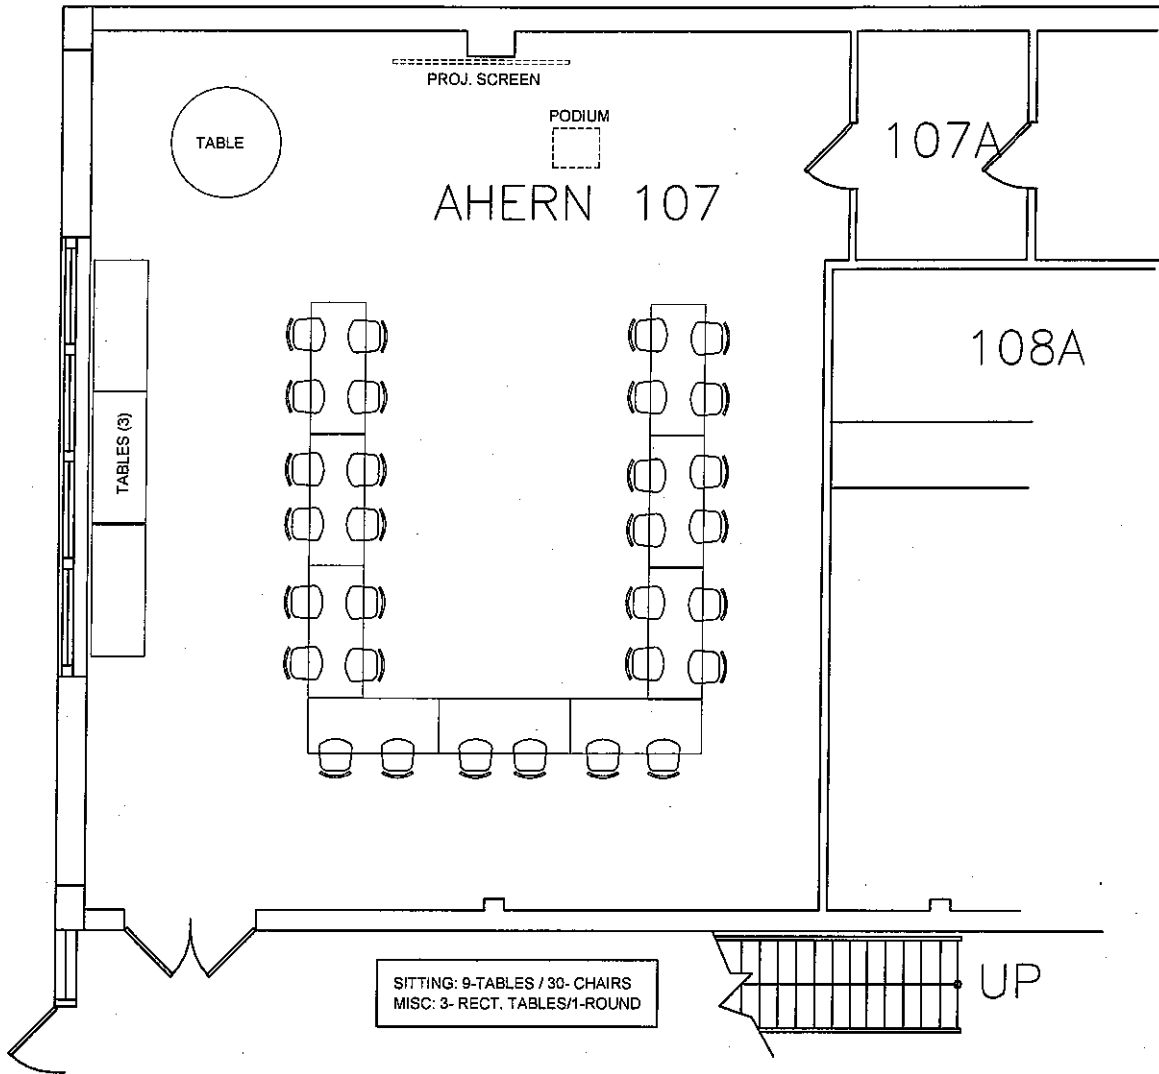 PROJ. SCREEN
PODIUM
TABLE
107A
AHERN 107
108A
TABLES (3)
SITTING: 9-TABLES / 30- CHAIRS
MISC: 3- RECT. TABLES/1-ROUND
UP